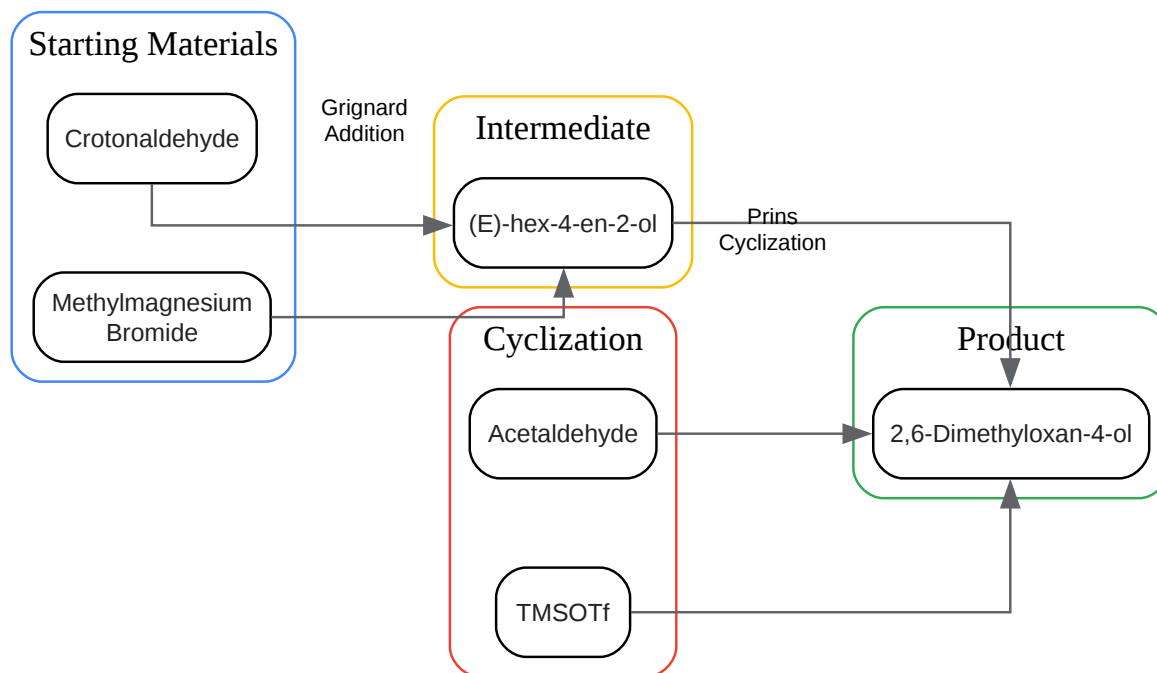 Starting Materials
Crotonaldehyde
Methylmagnesium
Bromide
Grignard
Addition
Intermediate
(E)-hex-4-en-2-ol
Prins
Cyclization
Cyclization
Acetaldehyde
TMSOTf
Product
2,6-Dimethyloxan-4-ol